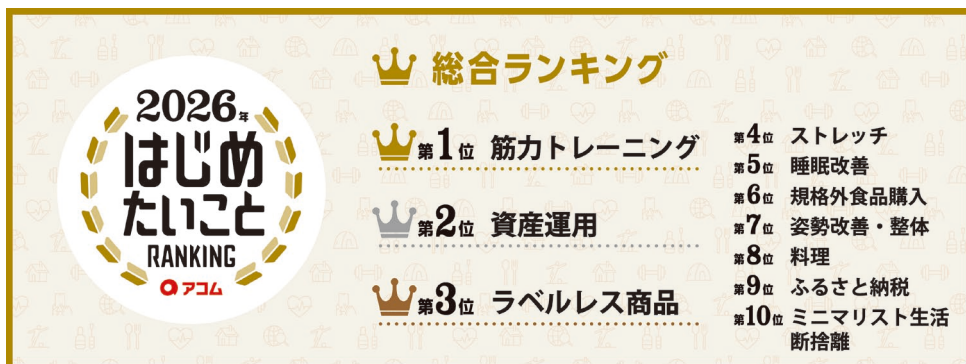 2026年
はじめ
たいこと
RANKING
アコム
総合ランキング
第1位 筋力トレーニング
第2位 資産運用
第3位 ラベルレス商品
第4位 ストレッチ
第5位 睡眠改善
第6位 規格外食品購入
第7位 姿勢改善・整体
第8位 料理
第9位 ふるさと納税
第10位 ミニマリスト生活
断捨離